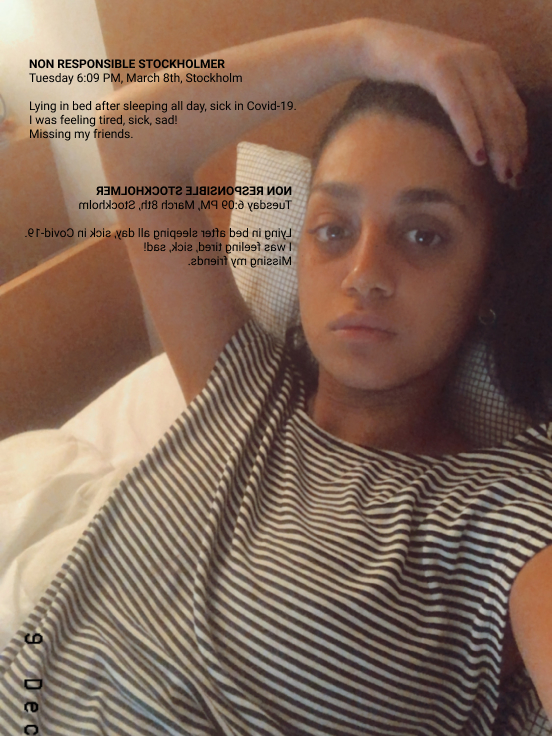 NON RESPONSIBLE STOCKHOLMER
Tuesday 6:09 PM, March 8th, Stockholm
Lying in bed after sleeping all day, sick in Covid-19.
I was feeling tired, sick, sad!
Missing my friends.
NON RESPONSIBLE STOCKHOLMER
Tuesday 6:09 PM, March 8th, Stockholm
Lying in bed after sleeping all day, sick in Covid-19.
I was feeling tired, sick, sad!
Missing my friends.
9 Dec